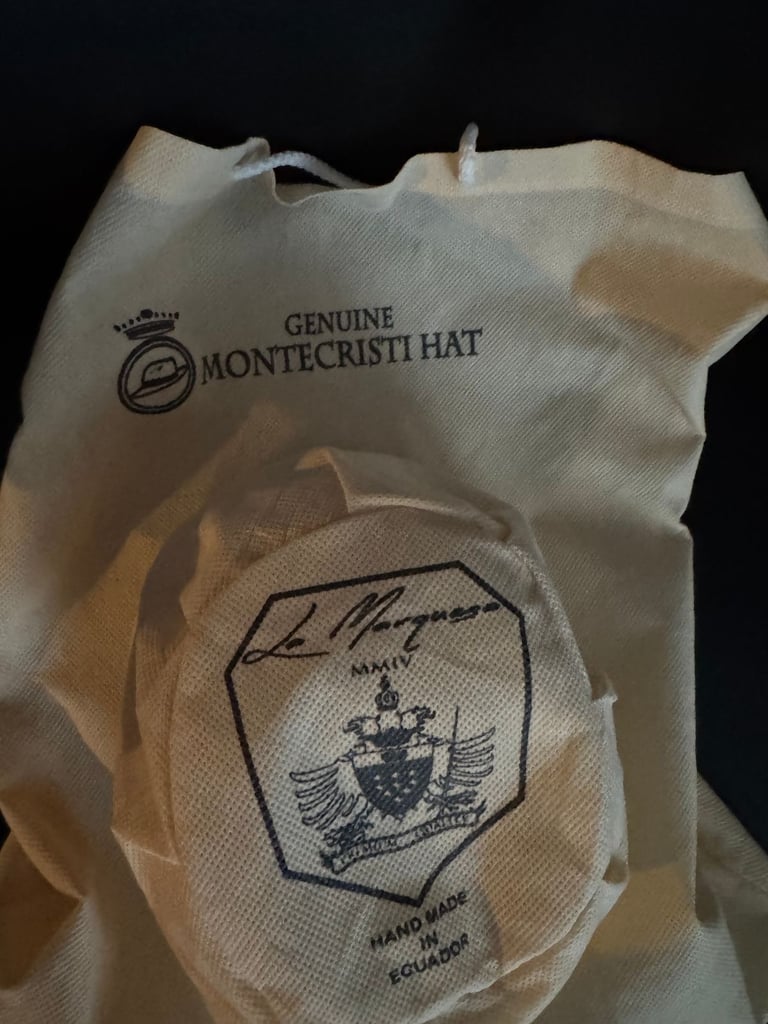 GENUINE
MONTECRISTI HAT
La Marquesa
MMIV
HAND MADE
IN
ECUADOR